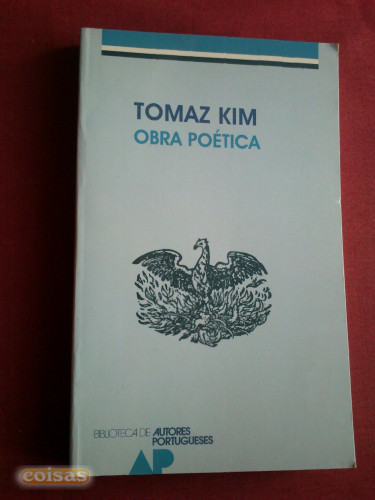 TOMAZ KIM
OBRA POÉTICA
BIBLIOTECA DE AUTORES
PORTUGUESES
AP
coisas